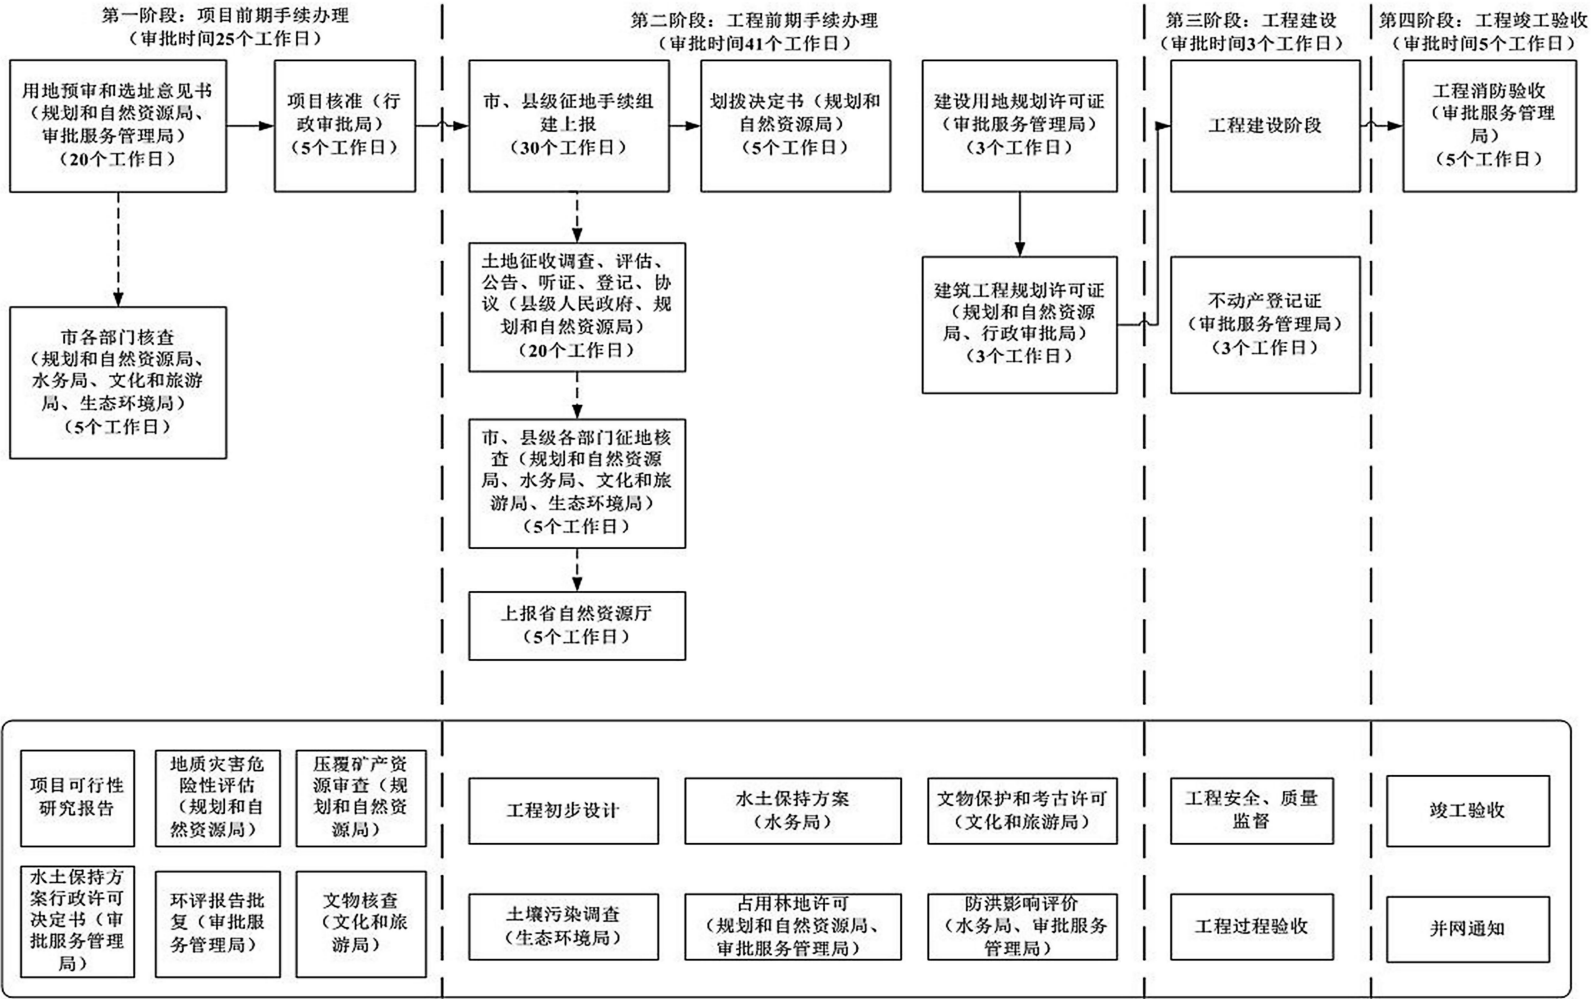 第一阶段：项目前期手续办理
（审批时间25个工作日）
第二阶段：工程前期手续办理
（审批时间41个工作日）
第三阶段：工程建设
（审批时间3个工作日）
第四阶段：工程竣工验收
（审批时间5个工作日）
用地预审和选址意见书
（规划和自然资源局、
审批服务管理局）
（20个工作日）
项目核准（行
政审批局）
（5个工作日）
市、县级征地手续组
建上报
（30个工作日）
划拨决定书（规划和
自然资源局）
（5个工作日）
建设用地规划许可证
（审批服务管理局）
（3个工作日）
工程建设阶段
工程消防验收
（审批服务管理
局）
（5个工作日）
市各部门核查
（规划和自然资源局、
水务局、文化和旅游
局、生态环境局）
（5个工作日）
土地征收调查、评估、
公告、听证、登记、协
议（县级人民政府、规
划和自然资源局）
（20个工作日）
建筑工程规划许可证
（规划和自然资源
局、行政审批局）
（3个工作日）
不动产登记证
（审批服务管理局）
（3个工作日）
市、县级各部门征地核
查（规划和自然资源
局、水务局、文化和旅
游局、生态环境局）
（5个工作日）
上报省自然资源厅
（5个工作日）
项目可行性
研究报告
地质灾害危
险性评估
（规划和自
然资源局）
压覆矿产资
源审查（规
划和自然资
源局）
工程初步设计
水土保持方案
（水务局）
文物保护和考古许可
（文化和旅游局）
工程安全、质量
监督
竣工验收
水土保持方
案行政许可
决定书（审
批服务管理
局）
环评报告批
复（审批服
务管理局）
文物核查
（文化和旅
游局）
土壤污染调查
（生态环境局）
占用林地许可
（规划和自然资源局、
审批服务管理局）
防洪影响评价
（水务局、审批服务
管理局）
工程过程验收
并网通知